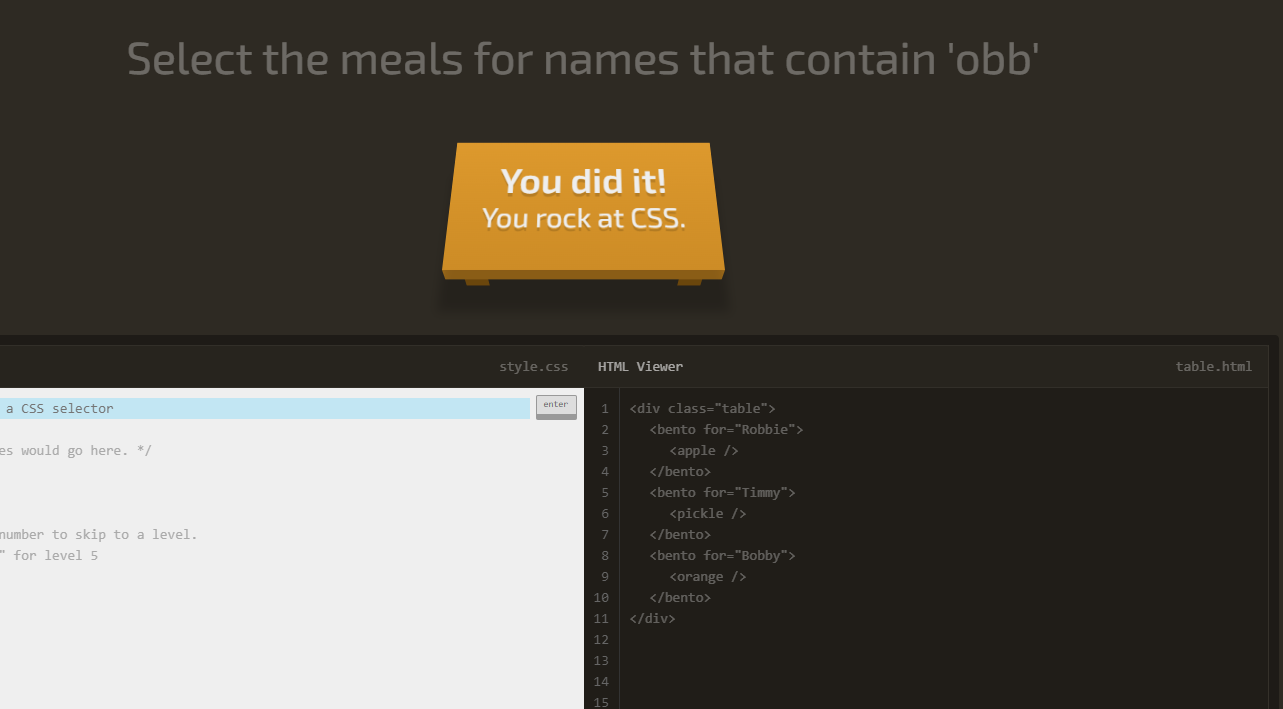 Select the meals for names that contain 'obb'
You did it!
You rock at CSS.
style.css
a CSS selector
enter
es would go here. */
number to skip to a level.
" for level 5
HTML Viewer
table.html
1 <div class="table">
2 <bento for="Robbie">
3 <apple />
4 </bento>
5 <bento for="Timmy">
6 <pickle />
7 </bento>
8 <bento for="Bobby">
9 <orange />
10 </bento>
11 </div>
12
13
14
15